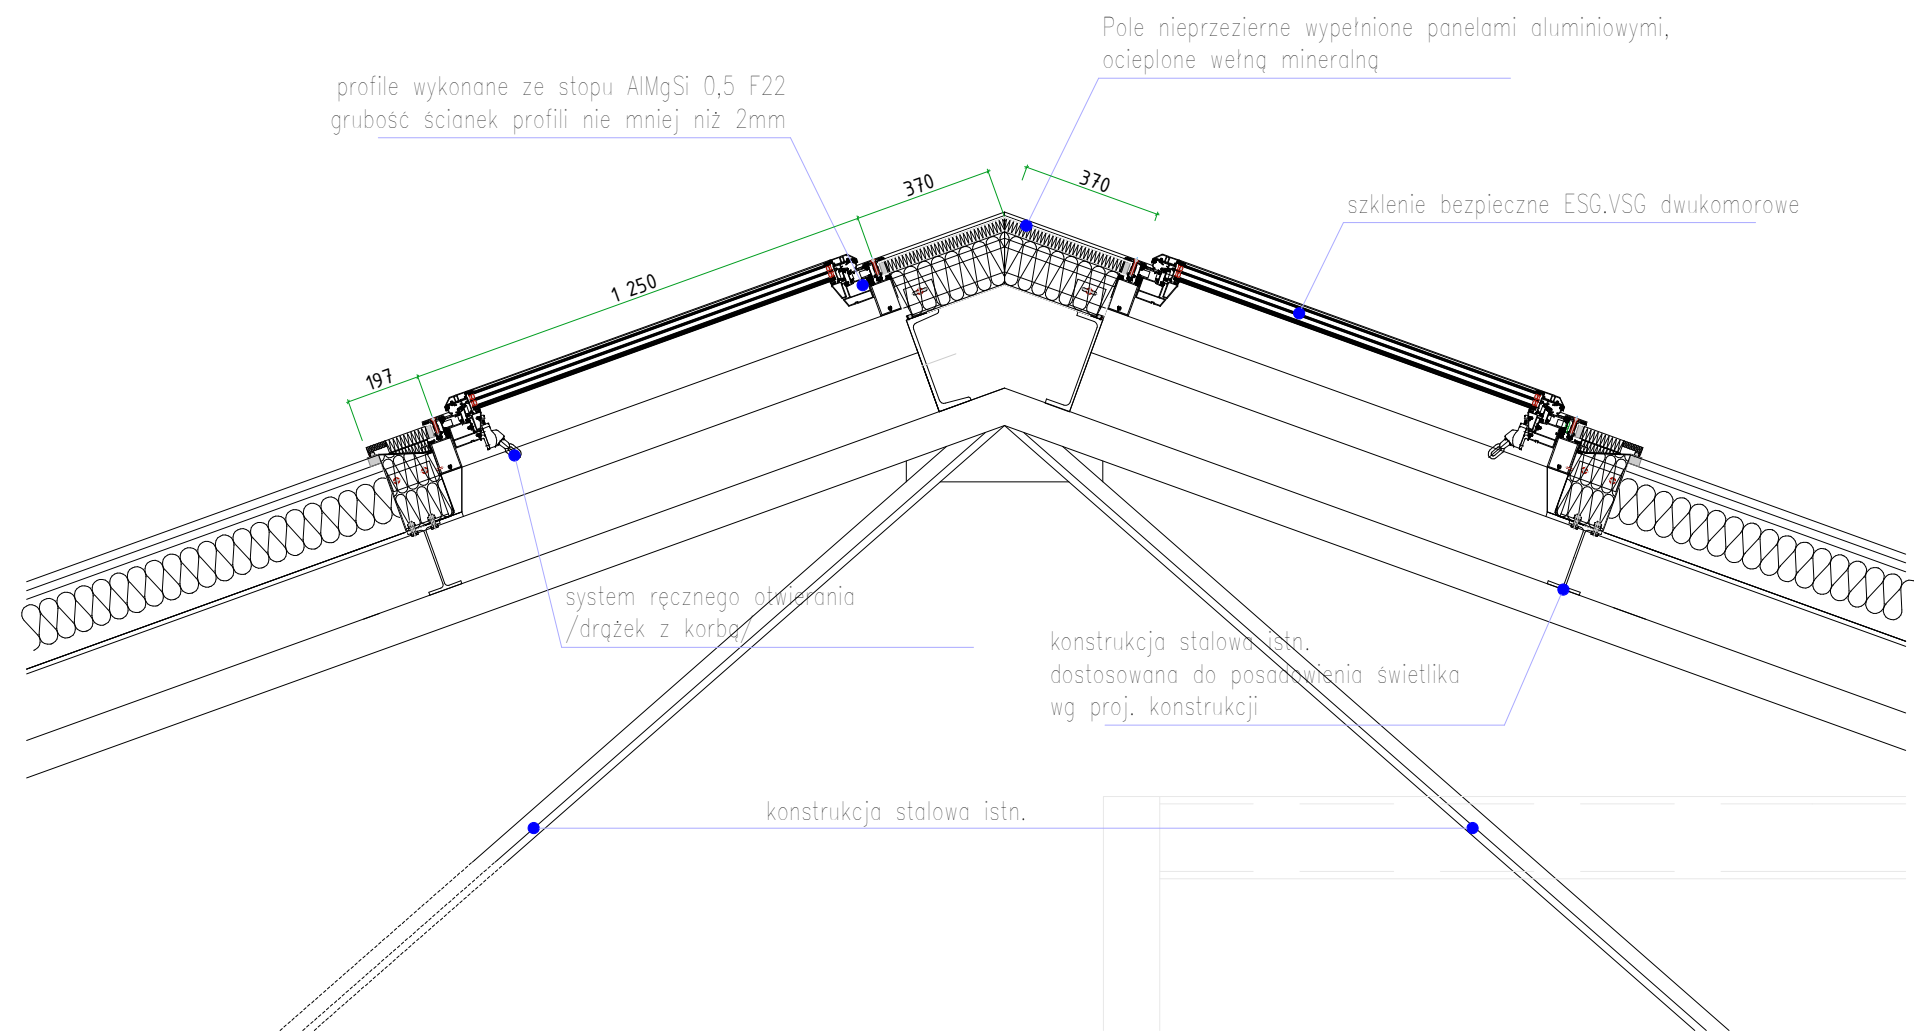 Pole nieprzezierne wypełnione panelami aluminiowymi,
ocieplone wełną mineralną
profile wykonane ze stopu AlMgSi 0,5 F22
grubość ścianek profili nie mniej niż 2mm
370
370
szklenie bezpieczne ESG.VSG dwukomorowe
1 250
197
system ręcznego otwierania
/drążek z korbą/
konstrukcja stalowa istn.
dostosowana do posadowienia świetlika
wg proj. konstrukcji
konstrukcja stalowa istn.